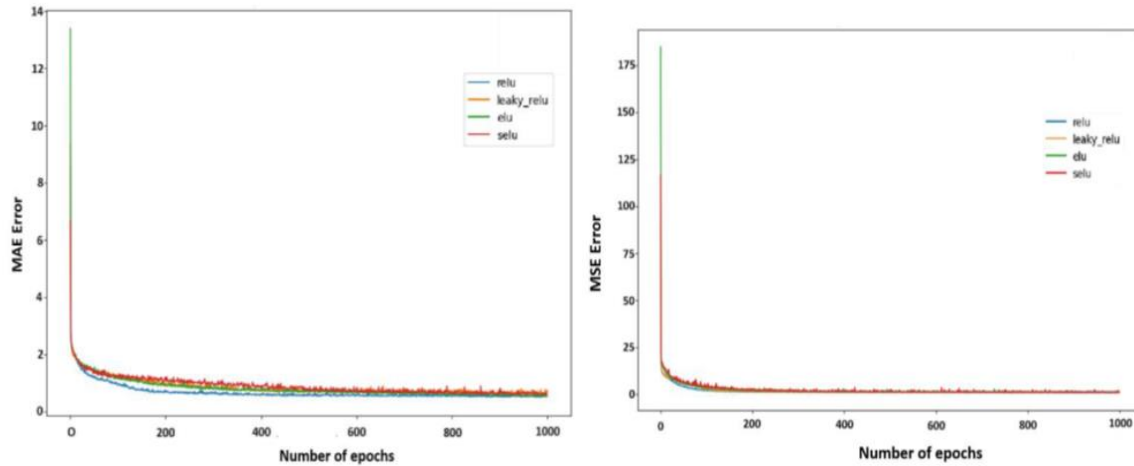 14
12
10
8
6
4
2
0
MAE Error
relu
leaky_relu
elu
selu
0
200
400
600
800
1000
Number of epochs
175
150
125
100
75
50
25
0
MSE Error
relu
leaky_relu
elu
selu
0
200
400
600
800
1000
Number of epochs